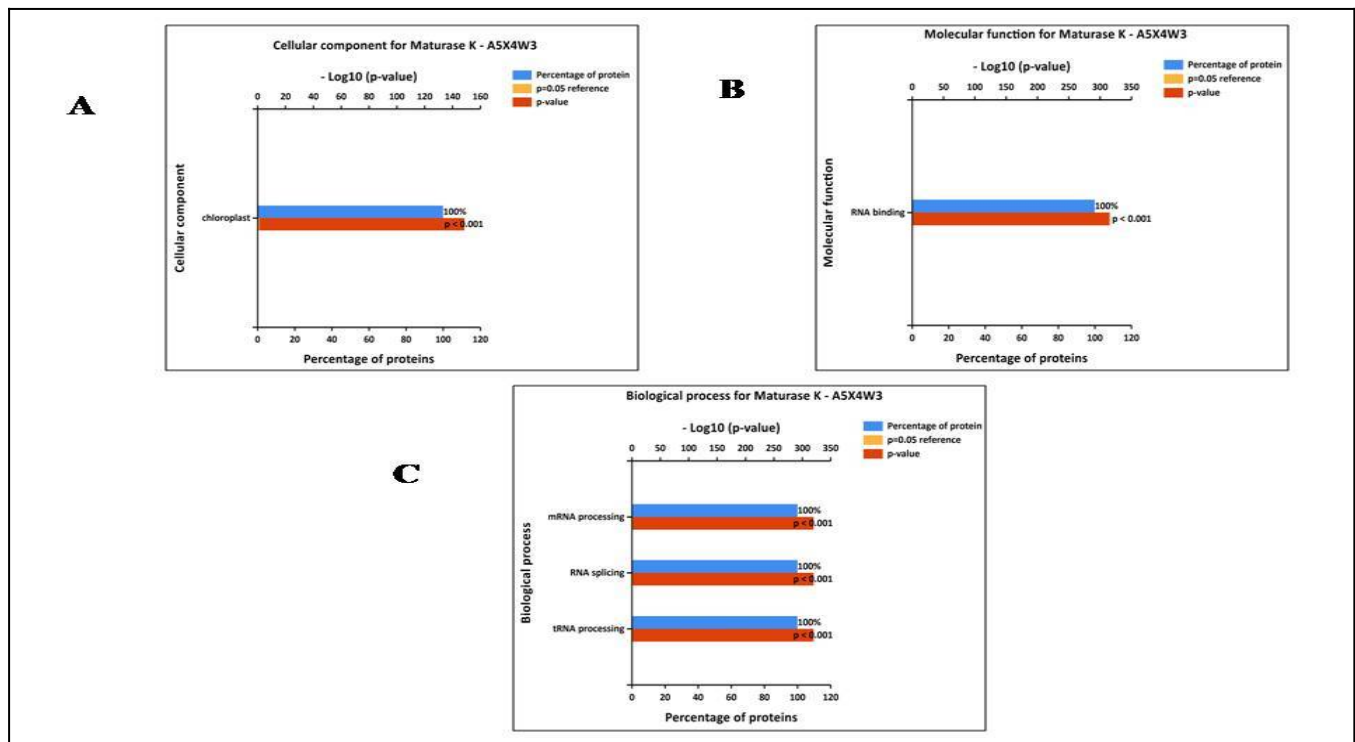 A
Cellular component for Maturase K - A5X4W3
- Log10 (p-value)
Percentage of protein
p=0.05 reference
p-value
0 20 40 60 80 100 120 140 160
Cellular component
chloroplast
100%
p < 0.001
0 20 40 60 80 100 120
Percentage of proteins
B
Molecular function for Maturase K - A5X4W3
- Log10 (p-value)
Percentage of protein
p=0.05 reference
p-value
0 50 100 150 200 250 300 350
Molecular function
RNA binding
100%
p < 0.001
0 20 40 60 80 100 120
Percentage of proteins
C
Biological process for Maturase K - A5X4W3
- Log10 (p-value)
Percentage of protein
p=0.05 reference
p-value
0 50 100 150 200 250 300 350
Biological process
mRNA processing
100%
p < 0.001
RNA splicing
100%
p < 0.001
tRNA processing
100%
p < 0.001
0 20 40 60 80 100 120
Percentage of proteins